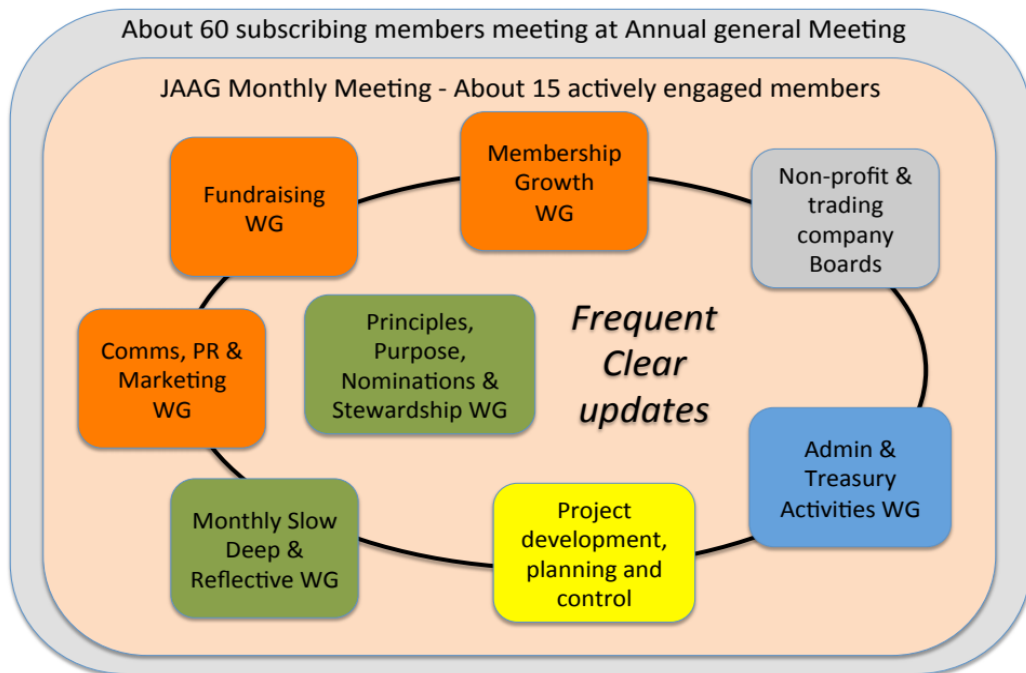 About 60 subscribing members meeting at Annual general Meeting
JAAG Monthly Meeting - About 15 actively engaged members
Membership
Growth
WG
Fundraising
WG
Non-profit &
trading
company
Boards
Principles,
Purpose,
Nominations &
Stewardship WG
Frequent
Clear
updates
Comms, PR &
Marketing
WG
Admin &
Treasury
Activities WG
Monthly Slow
Deep &
Reflective WG
Project
development,
planning and
control